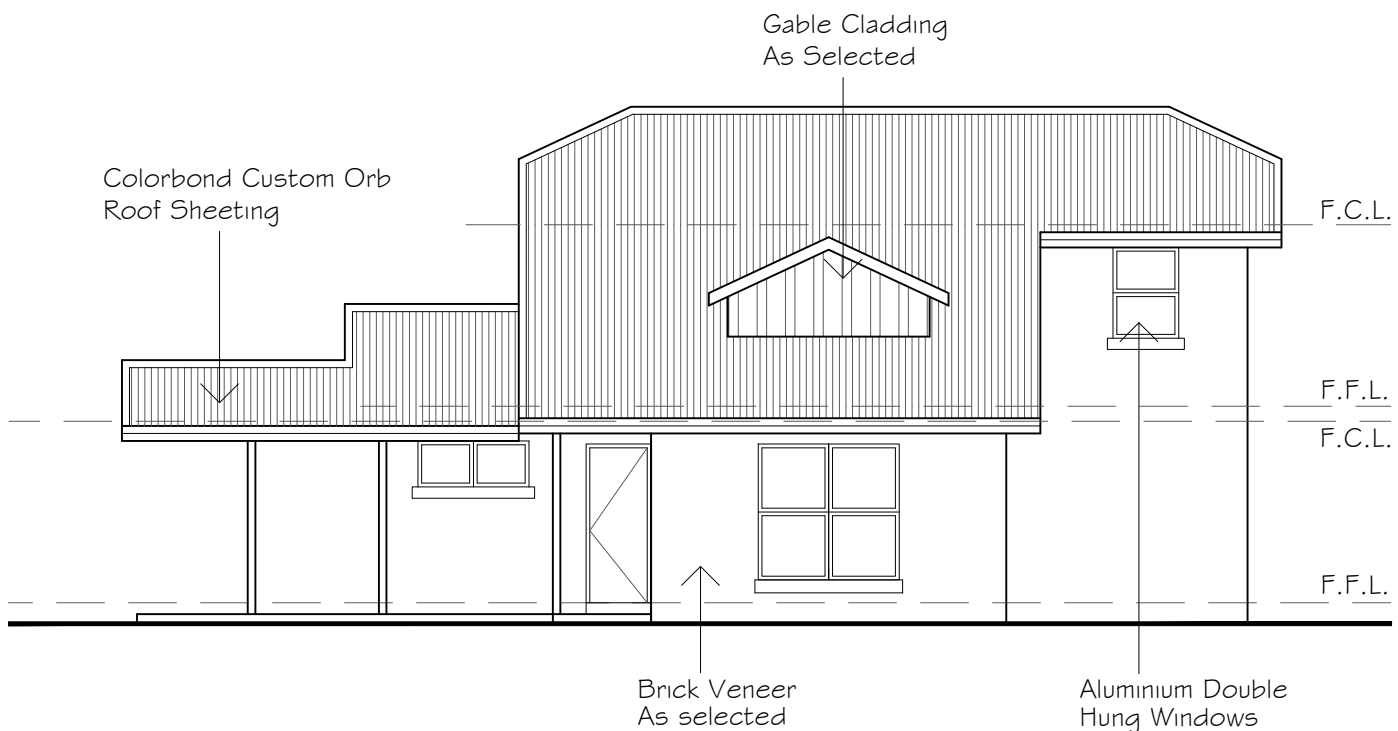 Gable Cladding
As Selected
Colorbond Custom Orb
Roof Sheeting
F.C.L.
F.F.L.
F.C.L.
F.F.L.
Brick Veneer
As selected
Aluminium Double
Hung Windows